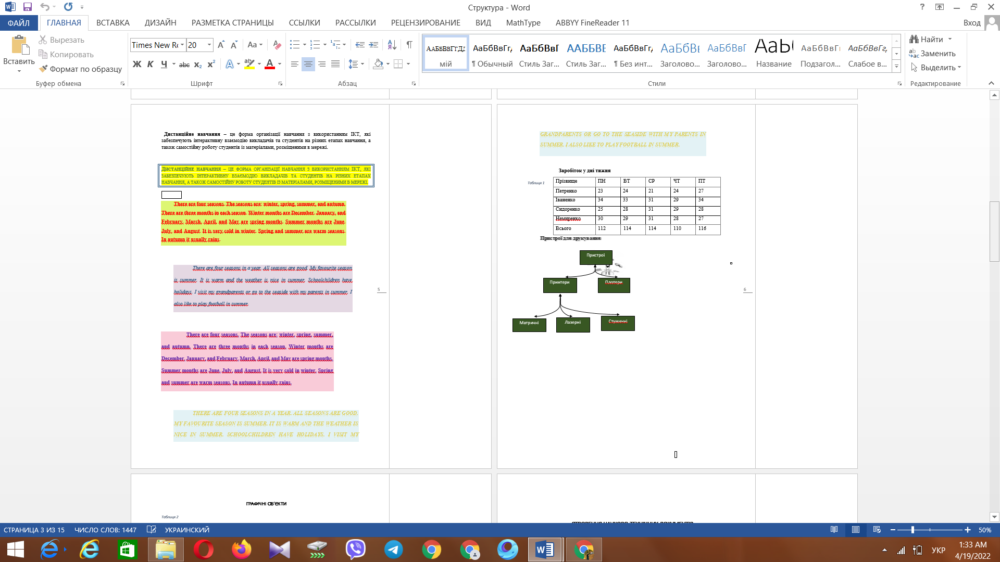 Структура - Word
ФАЙЛ ГЛАВНАЯ ВСТАВКА ДИЗАЙН РАЗМЕТКА СТРАНИЦЫ ССЫЛКИ РАССЫЛКИ РЕЦЕНЗИРОВАНИЕ ВИД MathType ABBYY FineReader 11 Вход
Вставить
Вырезать
Копировать
Формат по образцу
Буфер обмена
Times New Rc 20
Ж К Ч abc x₂ x²
Шрифт
Абзац
АаБбВвГгДд АаБбВвГгД АаБбВвГ ААББВЕ АаБбВвГгД АаБбВ АаБбВвГ АаБ АаБбВвГ АаБбВвГг
мій ¶ Обычный Стиль Заг... Стиль Заг... ¶ Без инт... Заголово... Заголово... Название Подзагол... Слабое в...
Стили
Найти
Заменить
Выделить
Редактирование
Дистанційне навчання – це форма організації навчання з використанням ІКТ, які
забезпечують інтерактивну взаємодію викладачів та студентів на різних етапах навчання, а
також самостійну роботу студентів із матеріалами, розміщеними в мережі.
Дистанційне навчання – це форма організації навчання з використанням ІКТ, які
забезпечують інтерактивну взаємодію викладачів та студентів на різних етапах
навчання, а також самостійну роботу студентів із матеріалами, розміщеними в мережі.
There are four seasons. The seasons are: winter, spring, summer, and autumn.
There are three months in each season. Winter months are December, January, and
February. March, April, and May are spring months. Summer months are June,
July, and August. It is very cold in winter. Spring and summer are warm seasons.
In autumn it usually rains.
There are four seasons in a year. All seasons are good. My favourite season
is summer. It is warm and the weather is nice in summer. Schoolchildren have
holidays. I visit my grandparents or go to the seaside with my parents in summer. I
also like to play football in summer.
5
There are four seasons. The seasons are: winter, spring, summer,
and autumn. There are three months in each season. Winter months are
December, January, and February. March, April, and May are spring months.
Summer months are June, July, and August. It is very cold in winter. Spring
and summer are warm seasons. In autumn it usually rains.
THERE ARE FOUR SEASONS IN A YEAR. ALL SEASONS ARE GOOD.
MY FAVOURITE SEASON IS SUMMER. IT IS WARM AND THE WEATHER IS
NICE IN SUMMER. SCHOOLCHILDREN HAVE HOLIDAYS. I VISIT MY
GRANDPARENTS OR GO TO THE SEASIDE WITH MY PARENTS IN
SUMMER. I ALSO LIKE TO PLAY FOOTBALL IN SUMMER.
Заробіток у дні тижня
Таблиця 1
Прізвище ПН ВТ СР ЧТ ПТ
Петренко 23 24 21 24 27
Іваненко 34 33 31 29 34
Сидоренко 25 28 31 29 28
Немиренко 30 29 31 28 27
Всього 112 114 114 110 116
Пристрої для друкування
Пристрої
Принтери Плотери
6
Матричні Лазерні Стуминні
ГРАФІЧНІ ОБ'ЄКТИ
Таблиця 2
СТВОРЕННЯ НАУКОВО-ТЕХНІЧНИХ ДОКУМЕНТІВ
СТРАНИЦА 3 ИЗ 15 ЧИСЛО СЛОВ: 1447 УКРАИНСКИЙ 50%
УКР
1:33 AM
4/19/2022